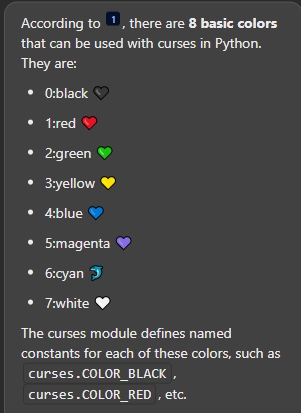 According to 1, there are 8 basic colors
that can be used with curses in Python.
They are:
• 0:black 🖤
• 1:red ❤️
• 2:green 💚
• 3:yellow 💛
• 4:blue 💙
• 5:magenta 💜
• 6:cyan 🐬
• 7:white 🤍
The curses module defines named
constants for each of these colors, such as
curses.COLOR_BLACK ,
curses.COLOR_RED , etc.